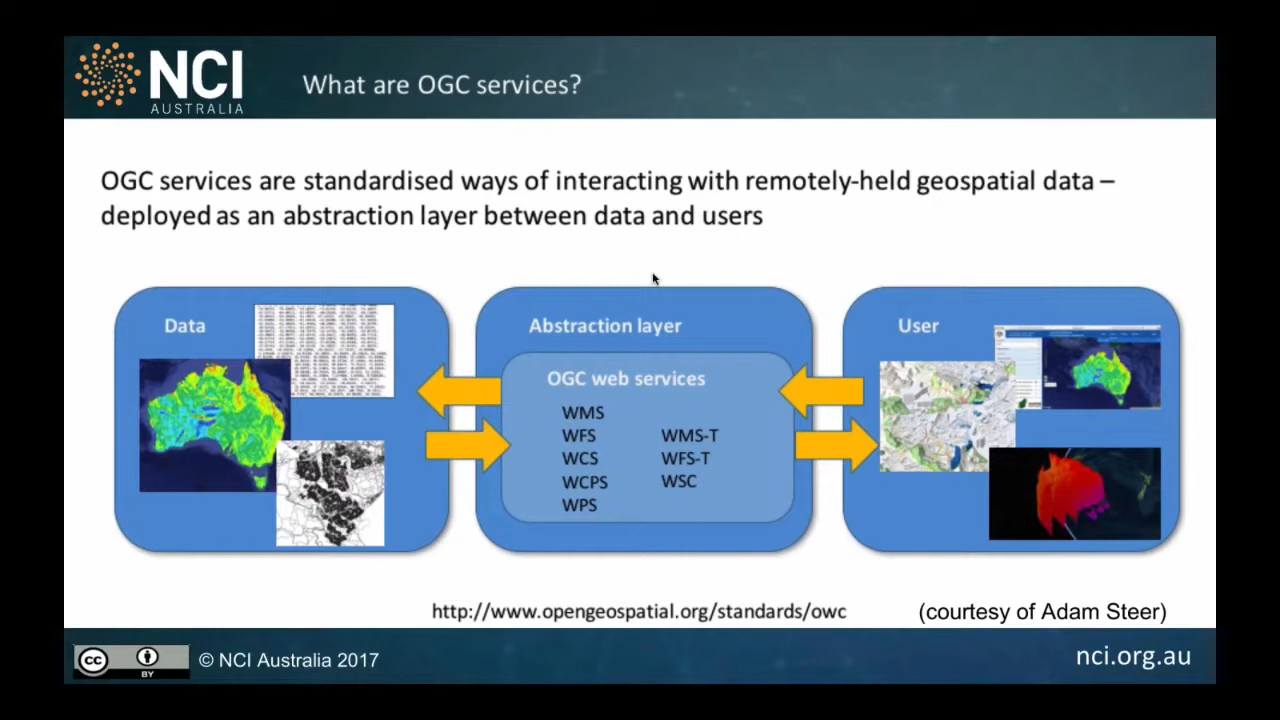 NCI
AUSTRALIA
What are OGC services?
OGC services are standardised ways of interacting with remotely-held geospatial data –
deployed as an abstraction layer between data and users
Data
Abstraction layer
OGC web services
WMS
WFS
WCS
WCPS
WPS
WMS-T
WFS-T
WSC
User
http://www.opengeospatial.org/standards/owc
(courtesy of Adam Steer)
cc
BY
© NCI Australia 2017
nci.org.au